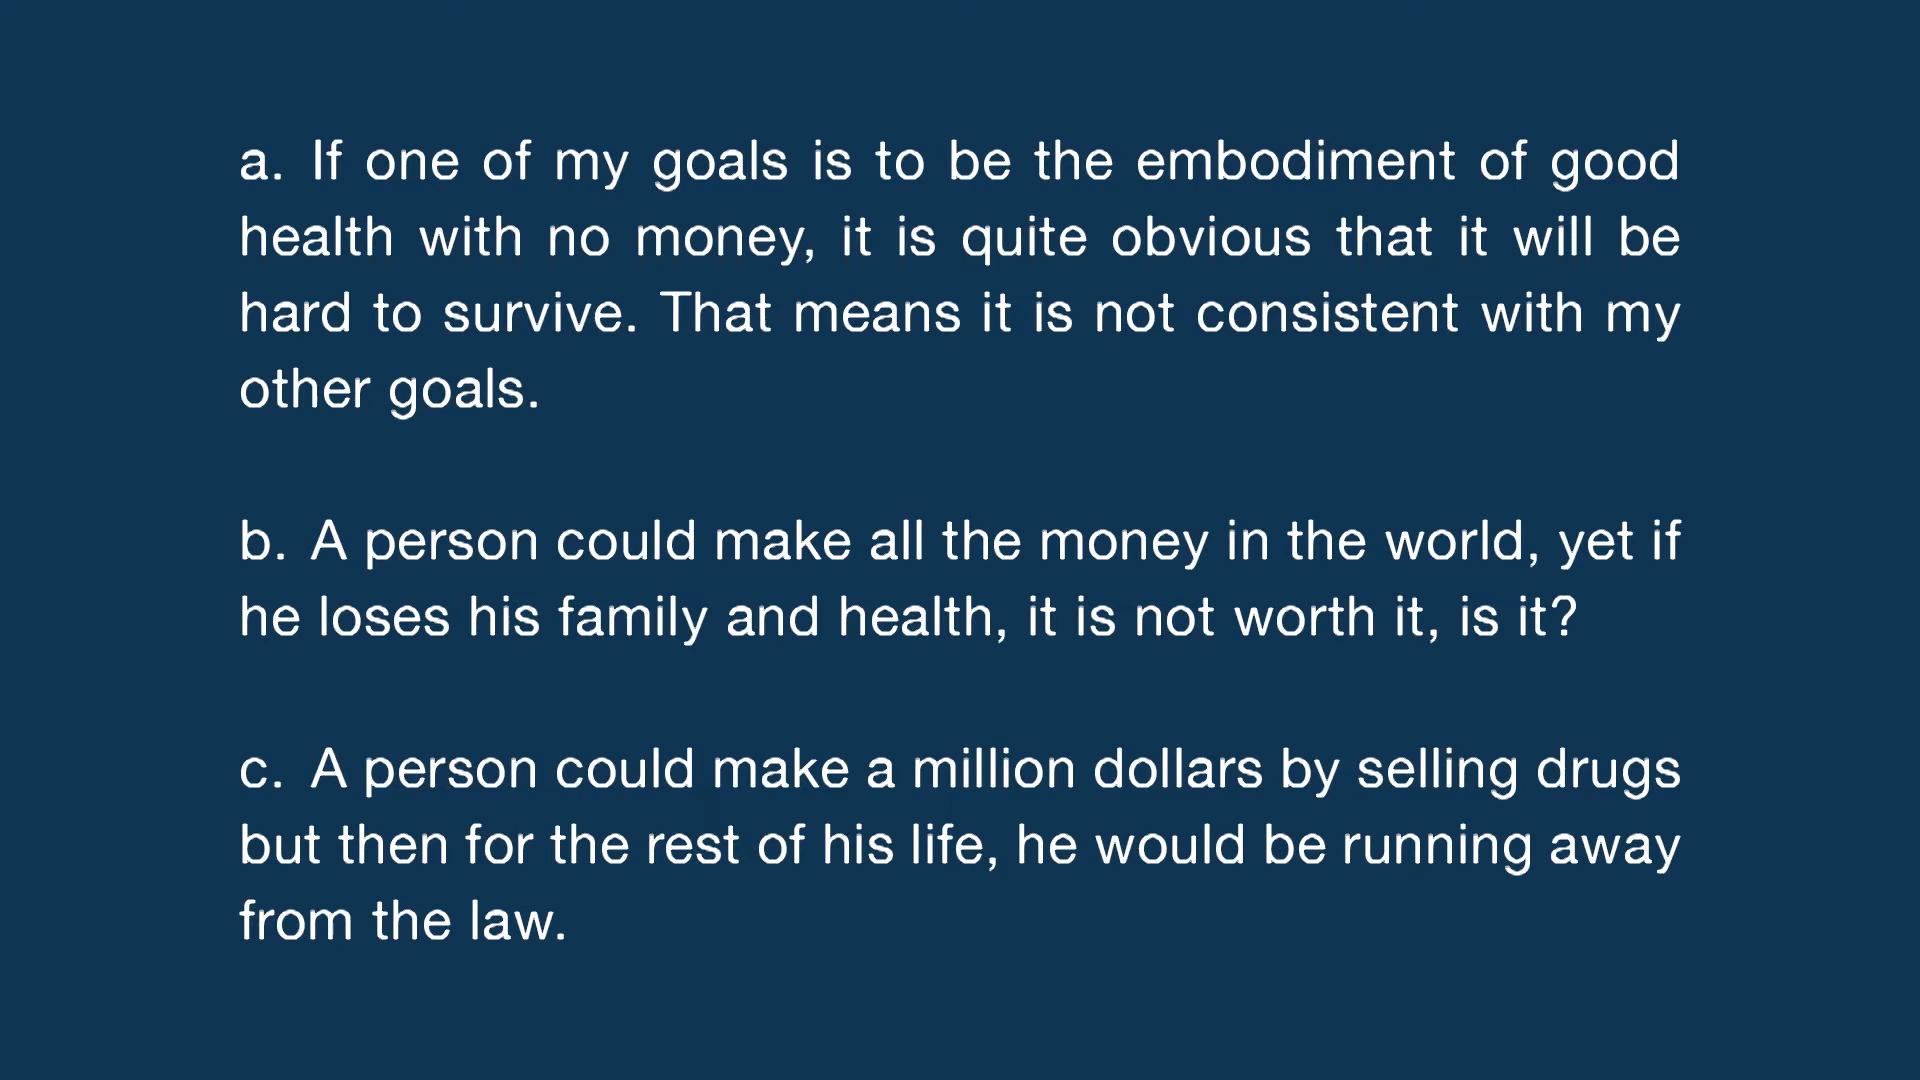 a. If one of my goals is to be the embodiment of good
health with no money, it is quite obvious that it will be
hard to survive. That means it is not consistent with my
other goals.
b. A person could make all the money in the world, yet if
he loses his family and health, it is not worth it, is it?
c. A person could make a million dollars by selling drugs
but then for the rest of his life, he would be running away
from the law.